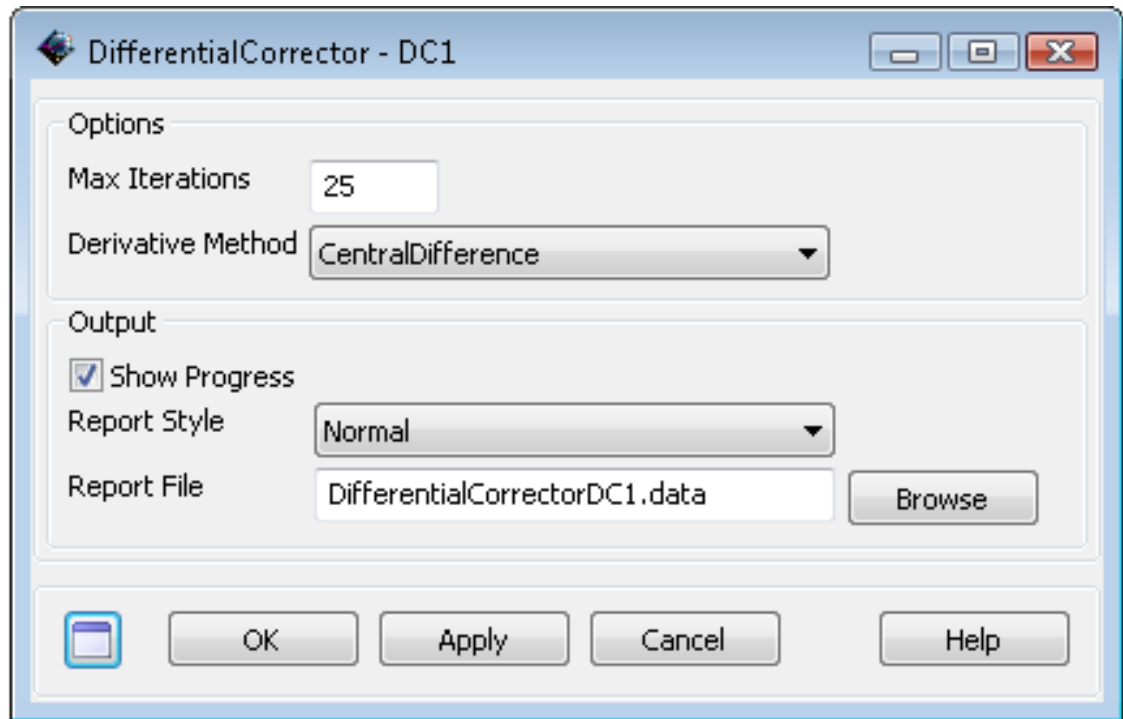 DifferentialCorrector - DC1
Options
Max Iterations 25
Derivative Method CentralDifference
Output
Show Progress
Report Style Normal
Report File DifferentialCorrectorDC1.data Browse
OK Apply Cancel Help